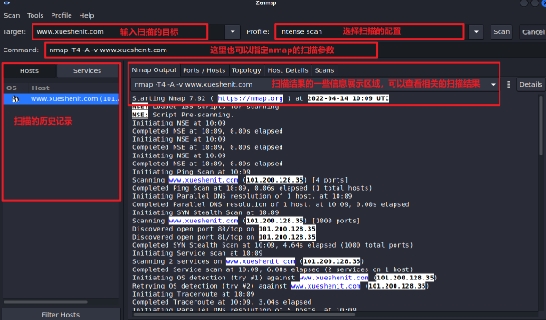 Zenmap
Scan Tools Profile Help
Target: www.xueshenit.com 输入扫描的目标 Profile: Intense scan 选择扫描的配置 Scan Cancel
Command: nmap -T4 -A -v www.xueshenit.com 这里也可以指定nmap的扫描参数
Hosts Services
Nmap Output Ports / Hosts Topology Host Details Scans
OS Host
nmap -T4 -A -v www.xueshenit.com 扫描结果的一些信息展示区域，可以查看相关的扫描结果 Details
www.xueshenit.com (101.
扫描的历史记录
Starting Nmap 7.92 ( https://nmap.org ) at 2022-04-14 10:09 UTC
NSE: Loaded 155 scripts for scanning.
NSE: Script Pre-scanning.
Initiating NSE at 10:09
Completed NSE at 10:09, 0.00s elapsed
Initiating NSE at 10:09
Completed NSE at 10:09, 0.00s elapsed
Initiating NSE at 10:09
Completed NSE at 10:09, 0.00s elapsed
Initiating Ping Scan at 10:09
Scanning www.xueshenit.com (101.200.128.35) [4 ports]
Completed Ping Scan at 10:09, 0.06s elapsed (1 total hosts)
Initiating Parallel DNS resolution of 1 host. at 10:09
Completed Parallel DNS resolution of 1 host. at 10:09, 0.00s elapsed
Initiating SYN Stealth Scan at 10:09
Scanning www.xueshenit.com (101.200.128.35) [1000 ports]
Discovered open port 80/tcp on 101.200.128.35
Discovered open port 81/tcp on 101.200.128.35
Completed SYN Stealth Scan at 10:09, 4.64s elapsed (1000 total ports)
Initiating Service scan at 10:09
Scanning 2 services on www.xueshenit.com (101.200.128.35)
Completed Service scan at 10:09, 6.09s elapsed (2 services on 1 host)
Initiating OS detection (try #1) against www.xueshenit.com (101.200.128.35)
Retrying OS detection (try #2) against www.xueshenit.com (101.200.128.35)
Initiating Traceroute at 10:09
Completed Traceroute at 10:09, 3.04s elapsed
Initiating Parallel DNS resolution of
Filter Hosts